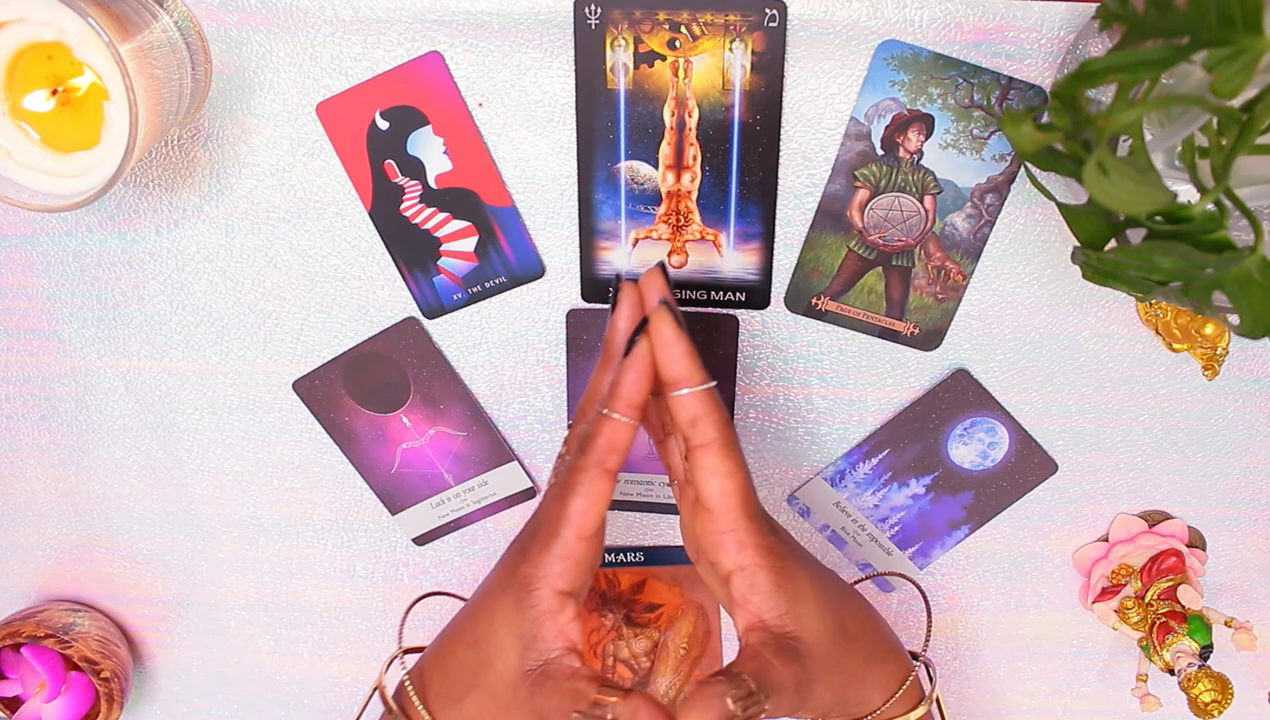 XV. THE DEVIL
GING MAN
PAGE OF PENTACLES
Luck is on your side
New Moon in Sagittarius
romantic
New Moon in
Believe in the impossible
Blue Moon
MARS